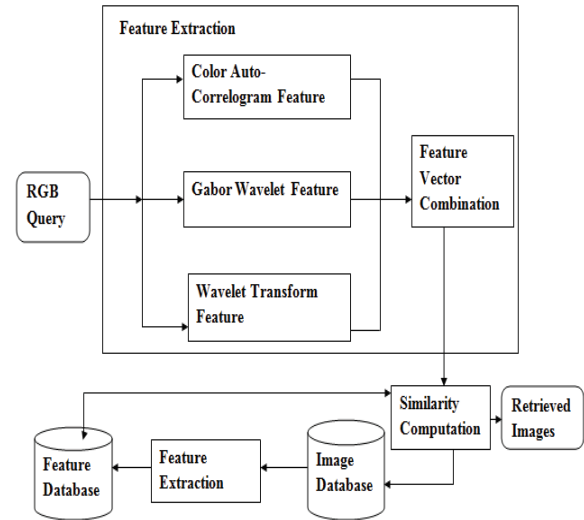 Feature Extraction
Color Auto-
Correlogram Feature
Gabor Wavelet Feature
Wavelet Transform
Feature
RGB
Query
Feature
Vector
Combination
Similarity
Computation
Retrieved
Images
Feature
Database
Feature
Extraction
Image
Database